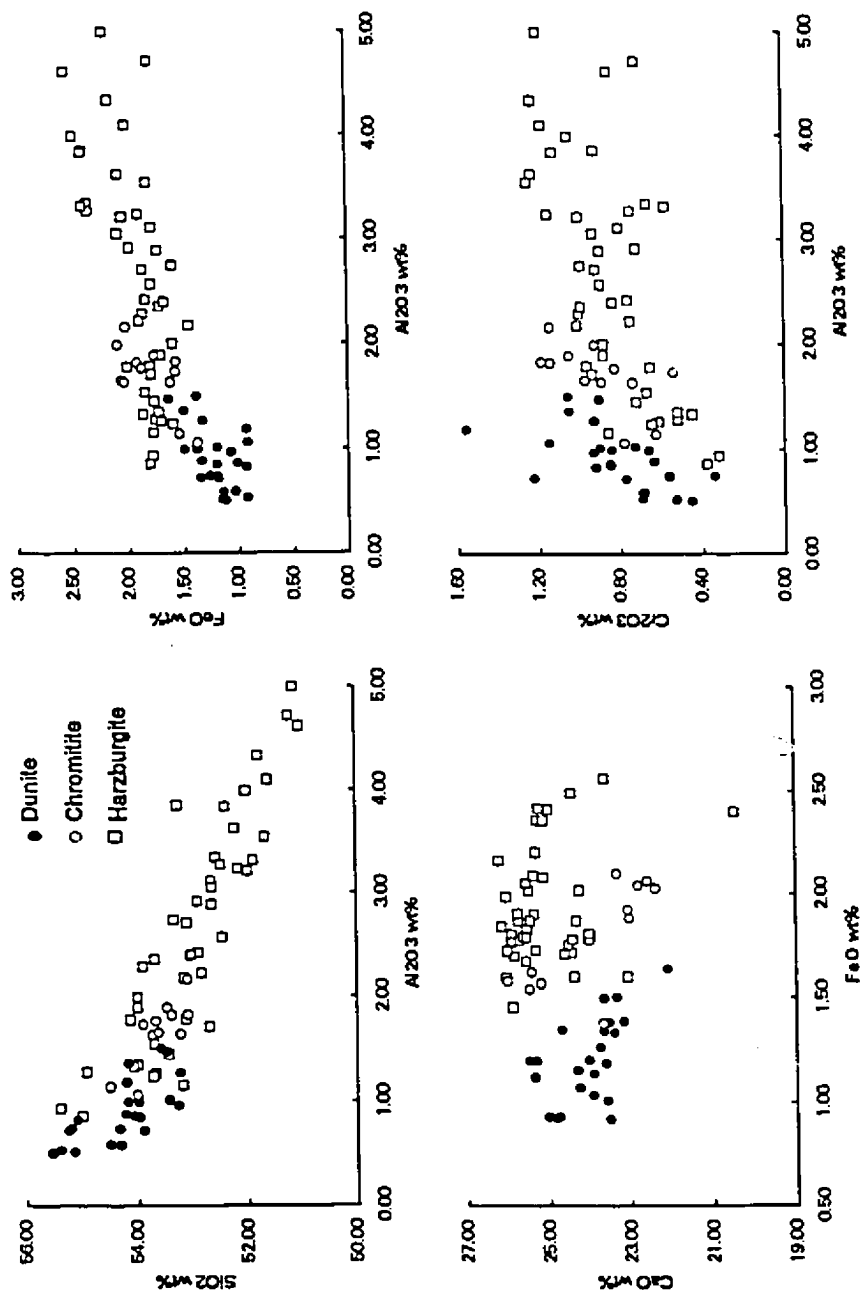 56.00
54.00
52.00
50.00
SiO2 wt%
0.00 1.00 2.00 3.00 4.00 5.00
Al2O3 wt%
Dunite
Chromitite
Harzburgite
3.00
2.50
2.00
1.50
1.00
0.50
0.00
FeO wt%
0.00 1.00 2.00 3.00 4.00 5.00
Al2O3 wt%
27.00
25.00
23.00
21.00
19.00
CaO wt%
0.50 1.00 1.50 2.00 2.50 3.00
FeO wt%
1.60
1.20
0.80
0.40
0.00
Cr2O3 wt%
0.00 1.00 2.00 3.00 4.00 5.00
Al2O3 wt%